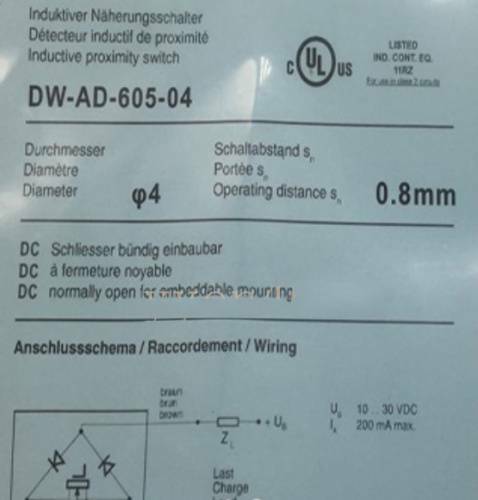 Induktiver Näherungsschalter
Détecteur inductif de proximité
Inductive proximity switch
C UL US
LISTED
IND. CONT. EQ.
11RZ
For use in class 2 circuits
DW-AD-605-04
Durchmesser
Diamètre
Diameter φ4
Schaltabstand sn
Portée sn
Operating distance sn 0.8mm
DC Schliesser bündig einbaubar
DC à fermeture noyable
DC normally open for embeddable mounting
Anschlussschema / Raccordement / Wiring
braun
brun
brown
ZL
+ UB
UB 10 .. 30 VDC
200 mA max.
Last
Charge